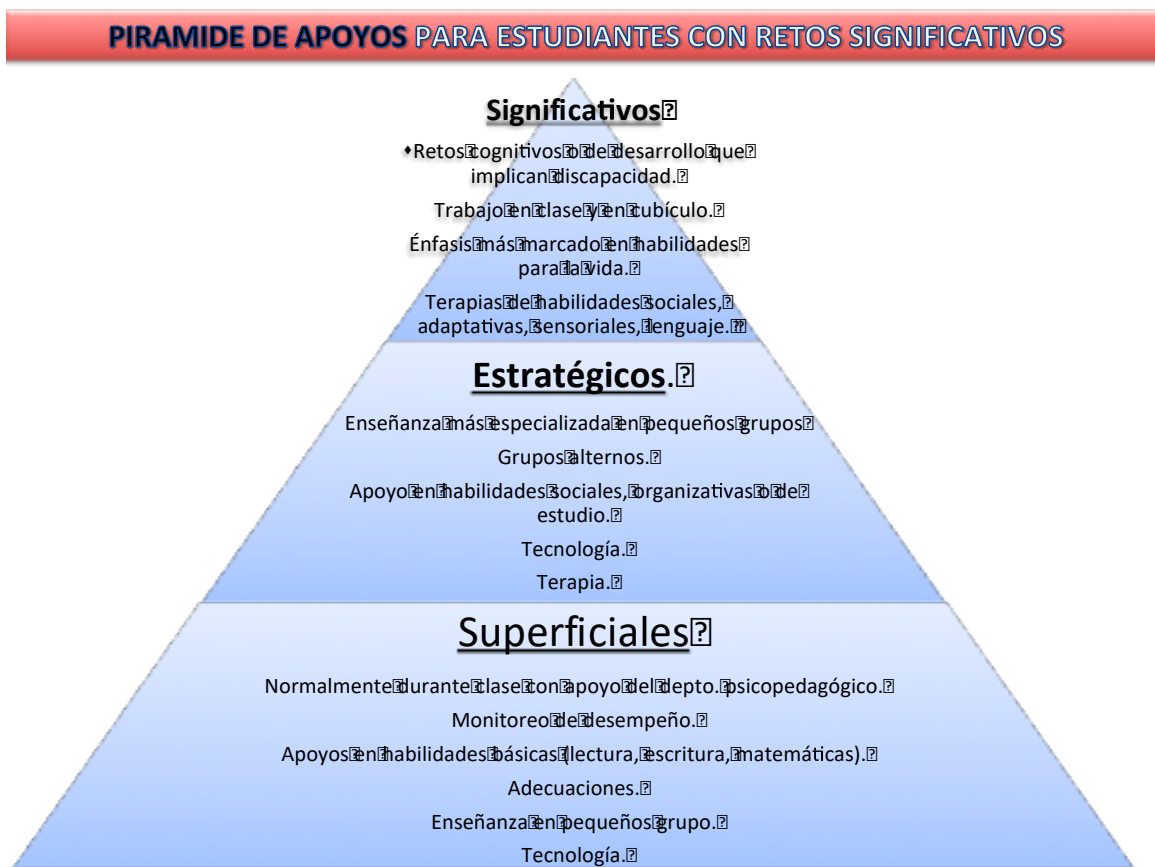 PIRAMIDE DE APOYOS PARA ESTUDIANTES CON RETOS SIGNIFICATIVOS
Significativos
•Retos cognitivos o de desarrollo que
implican discapacidad.
Trabajo en clase y en cubículo.
Énfasis más marcado en habilidades
para la vida.
Terapias de habilidades sociales,
adaptativas, sensoriales, lenguaje.
Estratégicos.
Enseñanza más especializada en pequeños grupos
Grupos alternos.
Apoyo en habilidades sociales, organizativas o de
estudio.
Tecnología.
Terapia.
Superficiales
Normalmente durante clase con apoyo del depto. psicopedagógico.
Monitoreo de desempeño.
Apoyos en habilidades básicas (lectura, escritura, matemáticas).
Adecuaciones.
Enseñanza en pequeños grupo.
Tecnología.